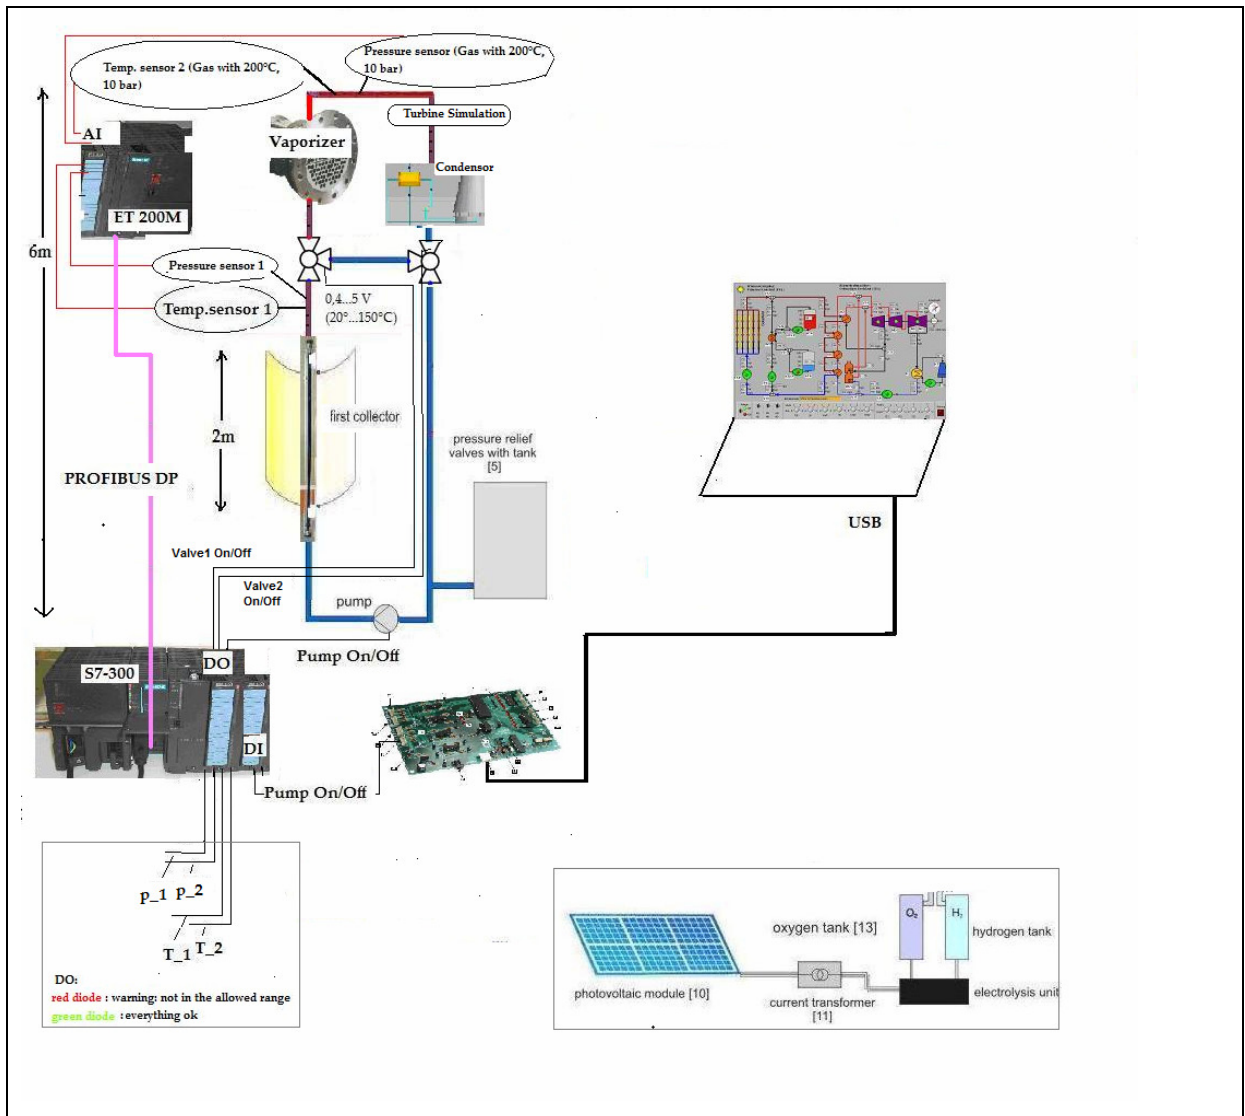 Pressure sensor (Gas with 200°C,
10 bar)
Temp. sensor 2 (Gas with 200°C,
10 bar)
Turbine Simulation
AI
Vaporizer
Condensor
ET 200M
6m
Pressure sensor 1
Temp.sensor 1
0,4...5 V
(20°...150°C)
first collector
2m
pressure relief
valves with tank
[5]
PROFIBUS DP
USB
Valve1 On/Off
Valve2
On/Off
pump
Pump On/Off
DO
S7-300
DI
Pump On/Off
p_1 p_2
T_1 T_2
DO:
red diode : warning: not in the allowed range
green diode : everything ok
O₂
H₂
oxygen tank [13]
hydrogen tank
photovoltaic module [10]
current transformer
[11]
electrolysis unit